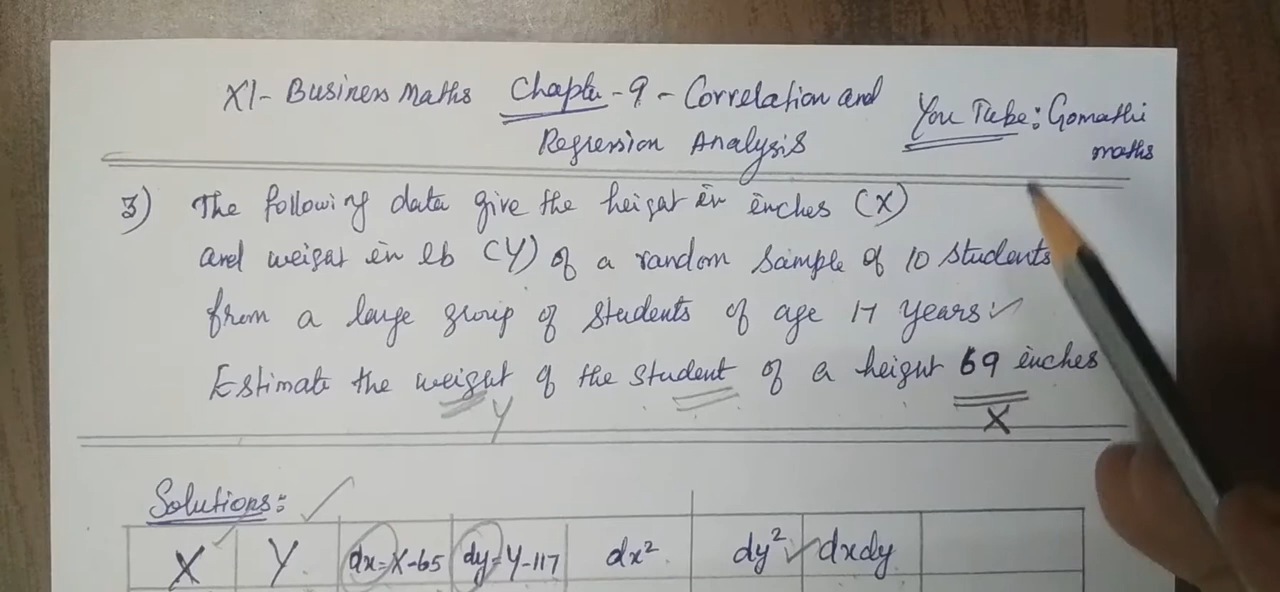 XI - Business Maths Chapter - 9 - Correlation and
Regression Analysis
You Tube: Gomathi
maths
3) The following data give the height in inches (X)
and weight in lb (Y) of a random sample of 10 students
from a large group of students of age 17 years ✓
Estimate the weight of the student of a height 69 inches
Y X
Solutions: ✓
X ✓ Y dx=X-65 dy=Y-117 dx² dy² ✓ dxdy